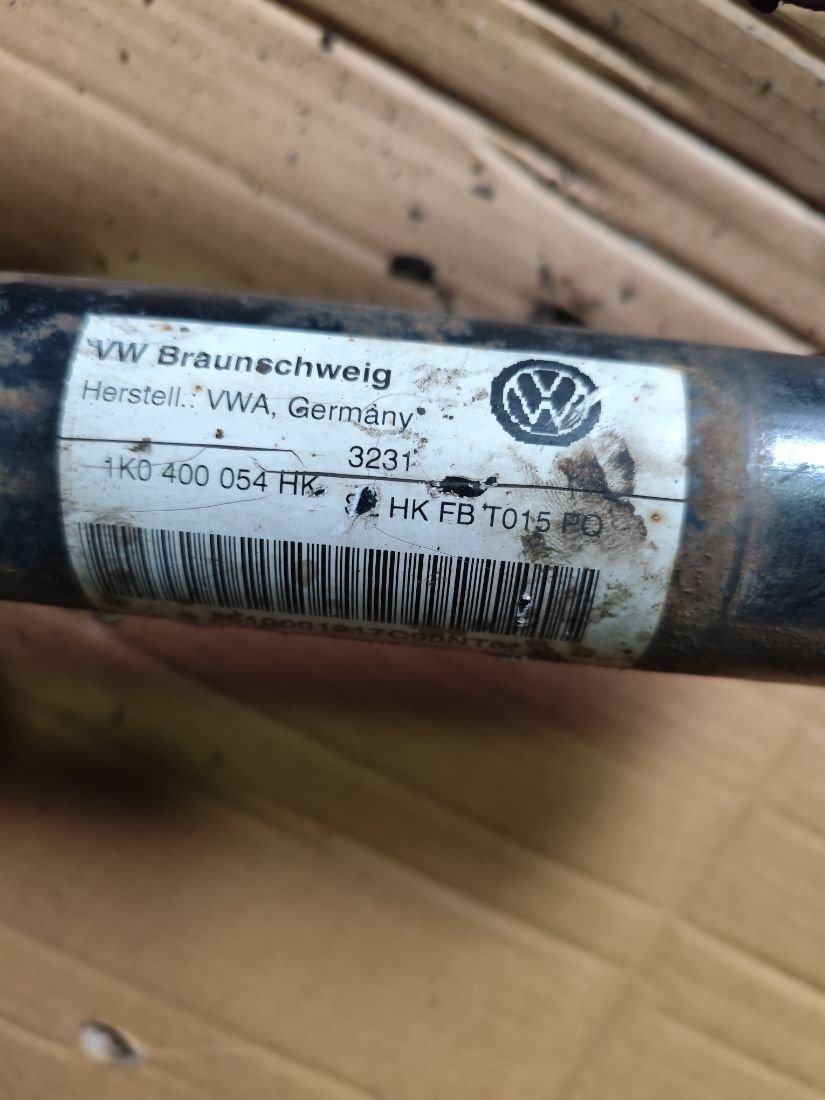 VW Braunschweig
Herstell.: VWA, Germany
3231
1K0 400 054 HK
HK FB T015 PQ